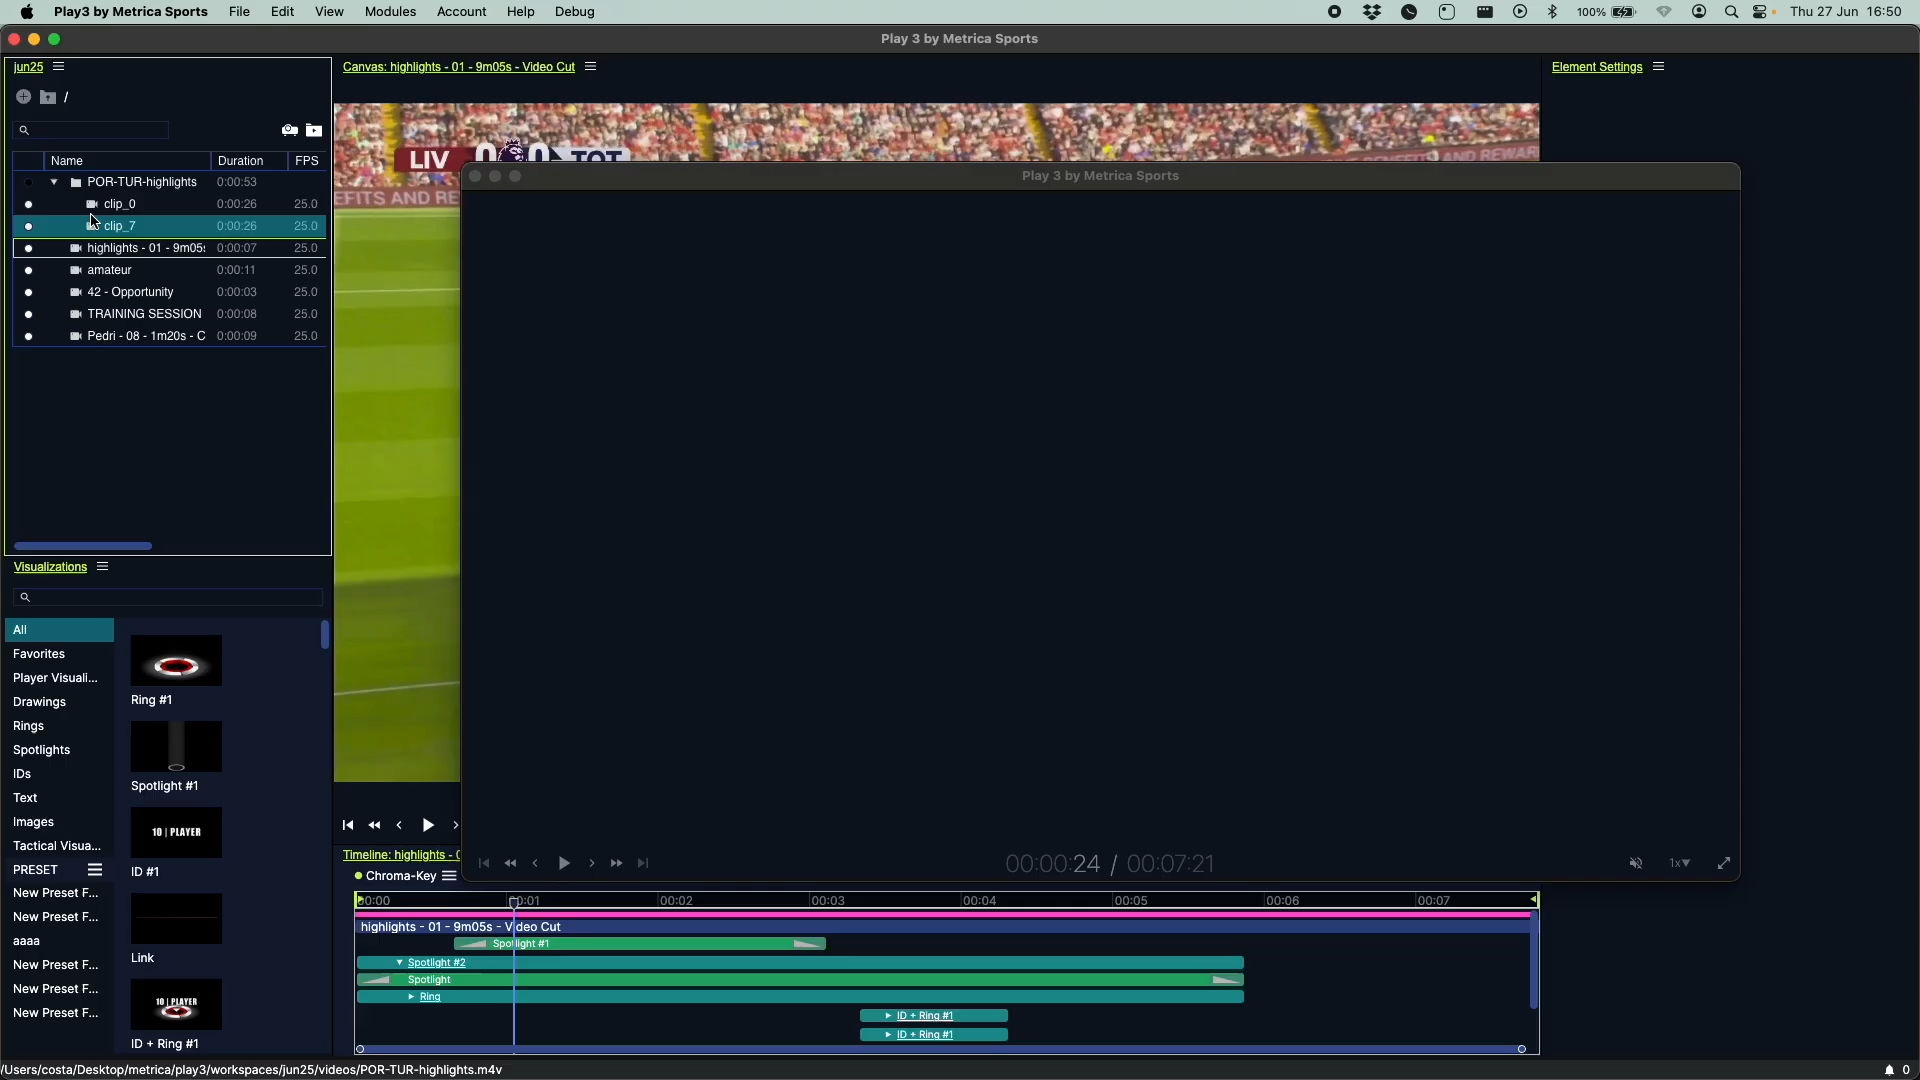 Play3 by Metrica Sports File Edit View Modules Account Help Debug 100% Thu 27 Jun 16:50
Play 3 by Metrica Sports
jun25
/
Name Duration FPS
POR-TUR-highlights 0:00:53
clip_0 0:00:26 25.0
clip_7 0:00:26 25.0
highlights - 01 - 9m05s 0:00:07 25.0
amateur 0:00:11 25.0
42 - Opportunity 0:00:03 25.0
TRAINING SESSION 0:00:08 25.0
Pedri - 08 - 1m20s - C 0:00:09 25.0
Canvas: highlights - 01 - 9m05s - Video Cut
LIV 0 0 TOT
Element Settings
Play 3 by Metrica Sports
00:00:24 / 00:07:21
1x▾
Visualizations
All
Favorites
Player Visuali...
Drawings
Rings
Spotlights
IDs
Text
Images
Tactical Visua...
PRESET
New Preset F...
New Preset F...
aaaa
New Preset F...
New Preset F...
New Preset F...
Ring #1
Spotlight #1
10 | PLAYER
ID #1
Link
10 | PLAYER
ID + Ring #1
Timeline: highlights - 0
Chroma-Key
00:00 00:01 00:02 00:03 00:04 00:05 00:06 00:07
highlights - 01 - 9m05s - Video Cut
Spotlight #1
Spotlight #2
Spotlight
Ring
ID + Ring #1
ID + Ring #1
/Users/costa/Desktop/metrica/play3/workspaces/jun25/videos/POR-TUR-highlights.m4v 0